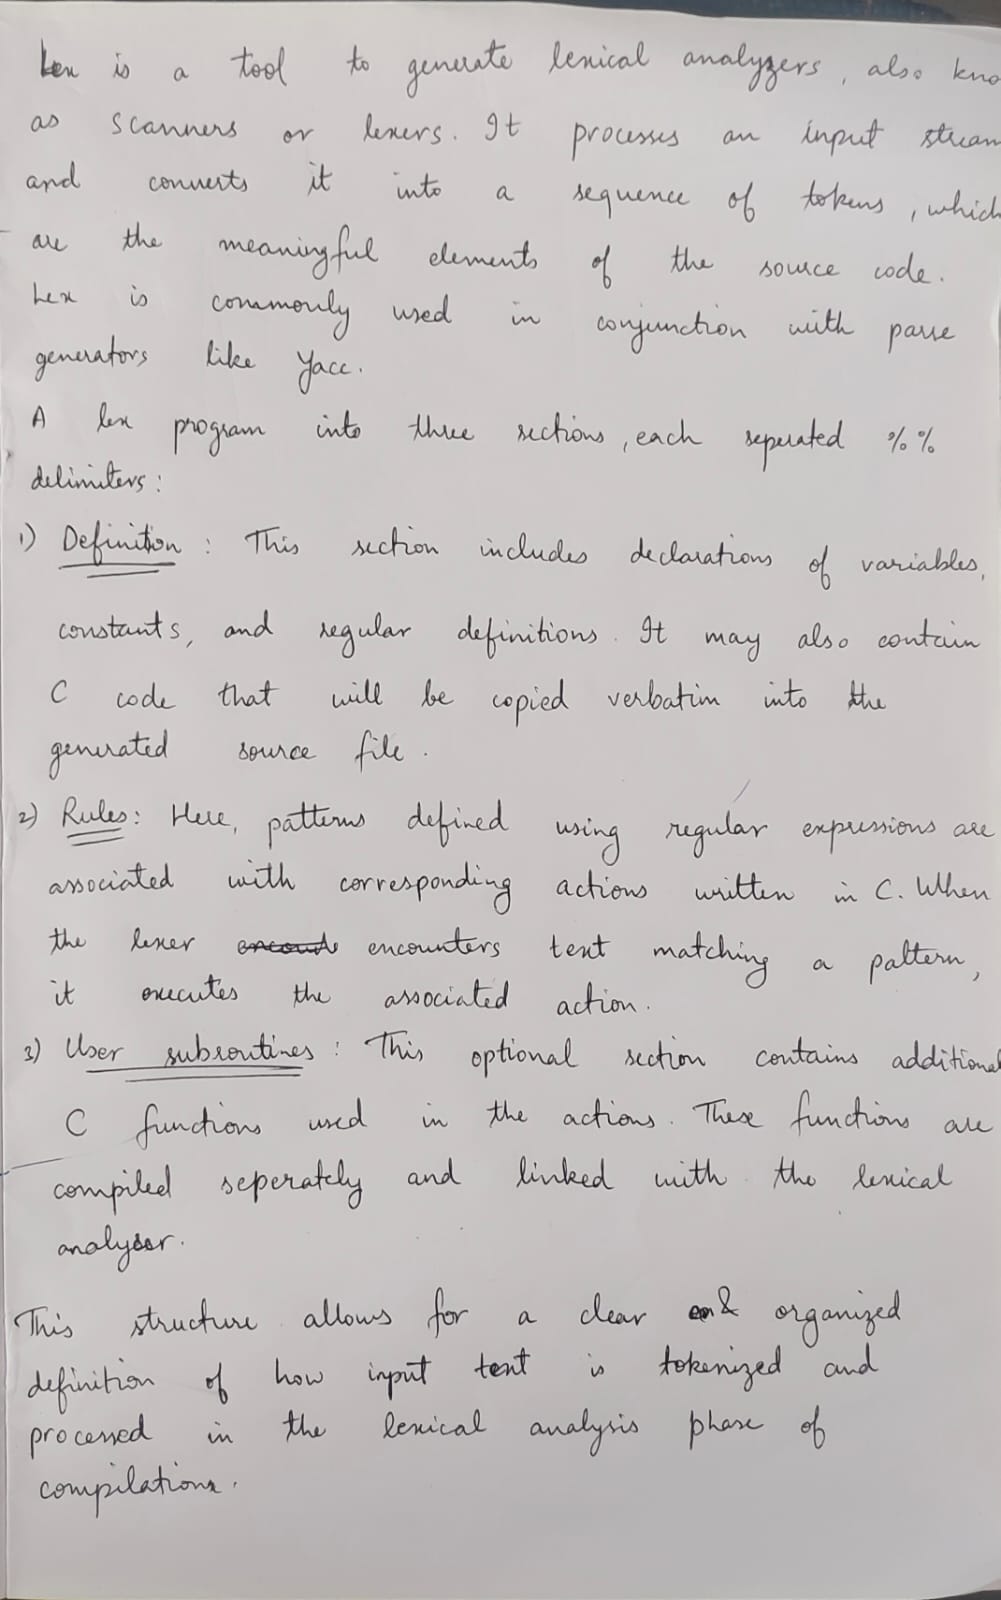 Lex is a tool to generate lexical analyzers, also kno
as scanners or lexers. It processes an input stream
and converts it into a sequence of tokens, which
are the meaningful elements of the source code.
Lex is commonly used in conjunction with parse
generators like Yacc.
A lex program into three sections, each seperated %%
delimiters:
1) Definition: This section includes declarations of variables,
constants, and regular definitions. It may also contain
C code that will be copied verbatim into the
generated source file.
2) Rules: Here, patterns defined using regular expressions are
associated with corresponding actions written in C. When
the lexer encounters text matching a pattern,
it executes the associated action.
3) User subroutines: This optional section contains additional
C functions used in the actions. These functions are
compiled seperately and linked with the lexical
analyser.
This structure allows for a clear & organized
definition of how input text is tokenized and
processed in the lexical analysis phase of
compilations.